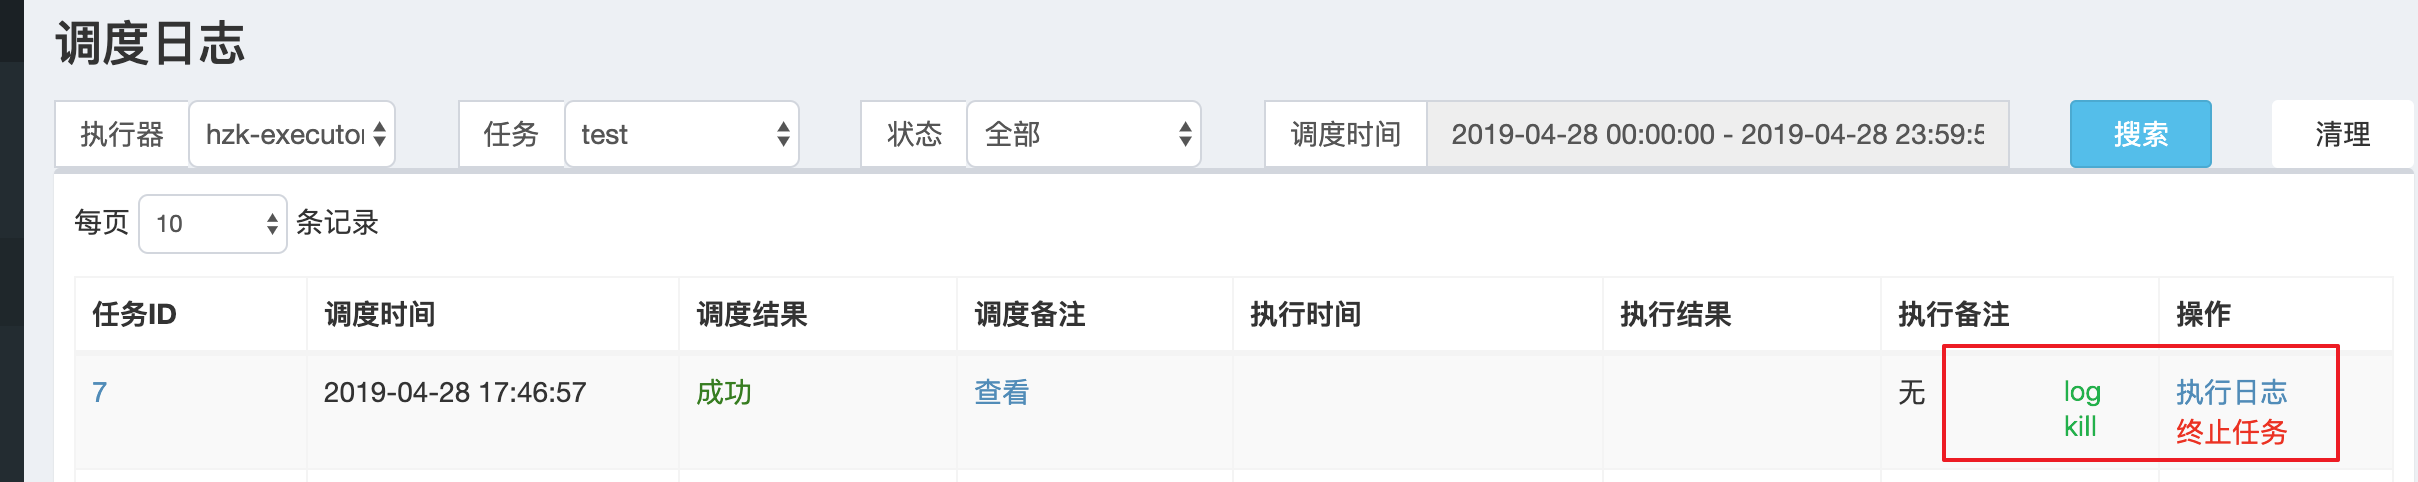 调度日志
执行器 hzk-executor 任务 test 状态 全部 调度时间 2019-04-28 00:00:00 - 2019-04-28 23:59:5 搜索 清理
每页 10 条记录
任务ID 调度时间 调度结果 调度备注 执行时间 执行结果 执行备注 操作
7 2019-04-28 17:46:57 成功 查看 无 log 执行日志
kill 终止任务